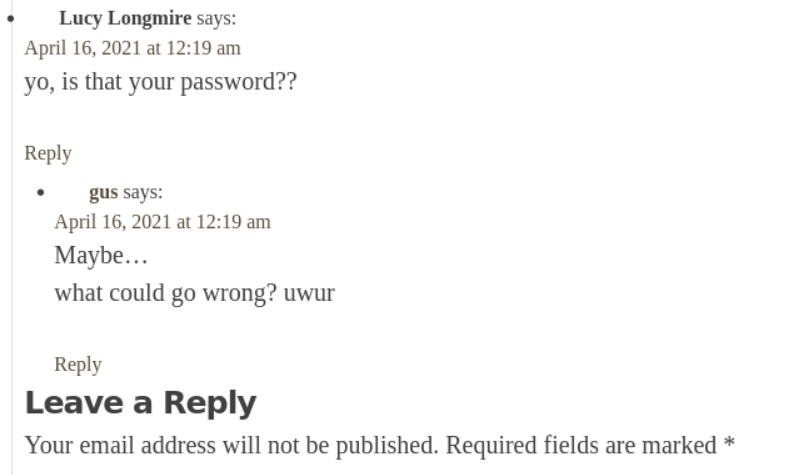 Lucy Longmire says:
April 16, 2021 at 12:19 am
yo, is that your password??
Reply
gus says:
April 16, 2021 at 12:19 am
Maybe…
what could go wrong? uwur
Reply
Leave a Reply
Your email address will not be published. Required fields are marked *